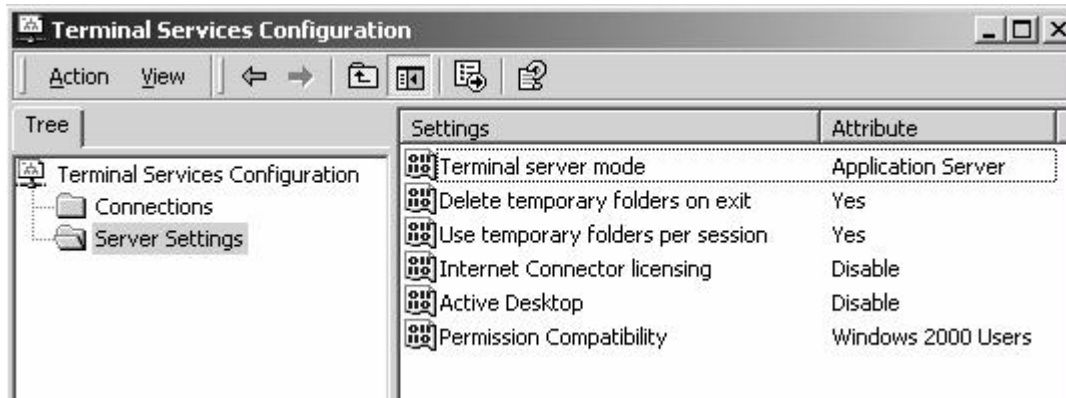 Terminal Services Configuration
Action View
Tree
Terminal Services Configuration
Connections
Server Settings
Settings Attribute
Terminal server mode Application Server
Delete temporary folders on exit Yes
Use temporary folders per session Yes
Internet Connector licensing Disable
Active Desktop Disable
Permission Compatibility Windows 2000 Users